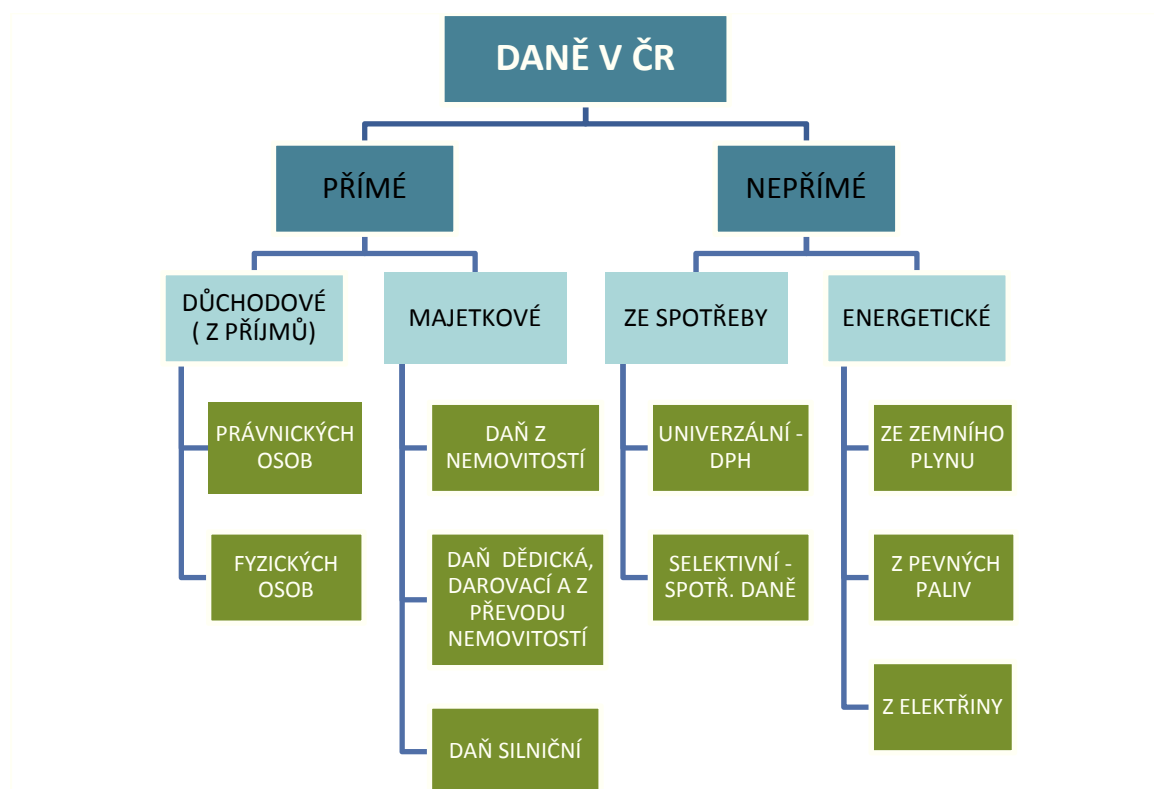 DANĚ V ČR
PŘÍMÉ
NEPŘÍMÉ
DŮCHODOVÉ
( Z PŘÍJMŮ)
MAJETKOVÉ
ZE SPOTŘEBY
ENERGETICKÉ
PRÁVNICKÝCH
OSOB
FYZICKÝCH
OSOB
DAŇ Z
NEMOVITOSTÍ
DAŇ DĚDICKÁ,
DAROVACÍ A Z
PŘEVODU
NEMOVITOSTÍ
DAŇ SILNIČNÍ
UNIVERZÁLNÍ -
DPH
SELEKTIVNÍ -
SPOTŘ. DANĚ
ZE ZEMNÍHO
PLYNU
Z PEVNÝCH
PALIV
Z ELEKTŘINY